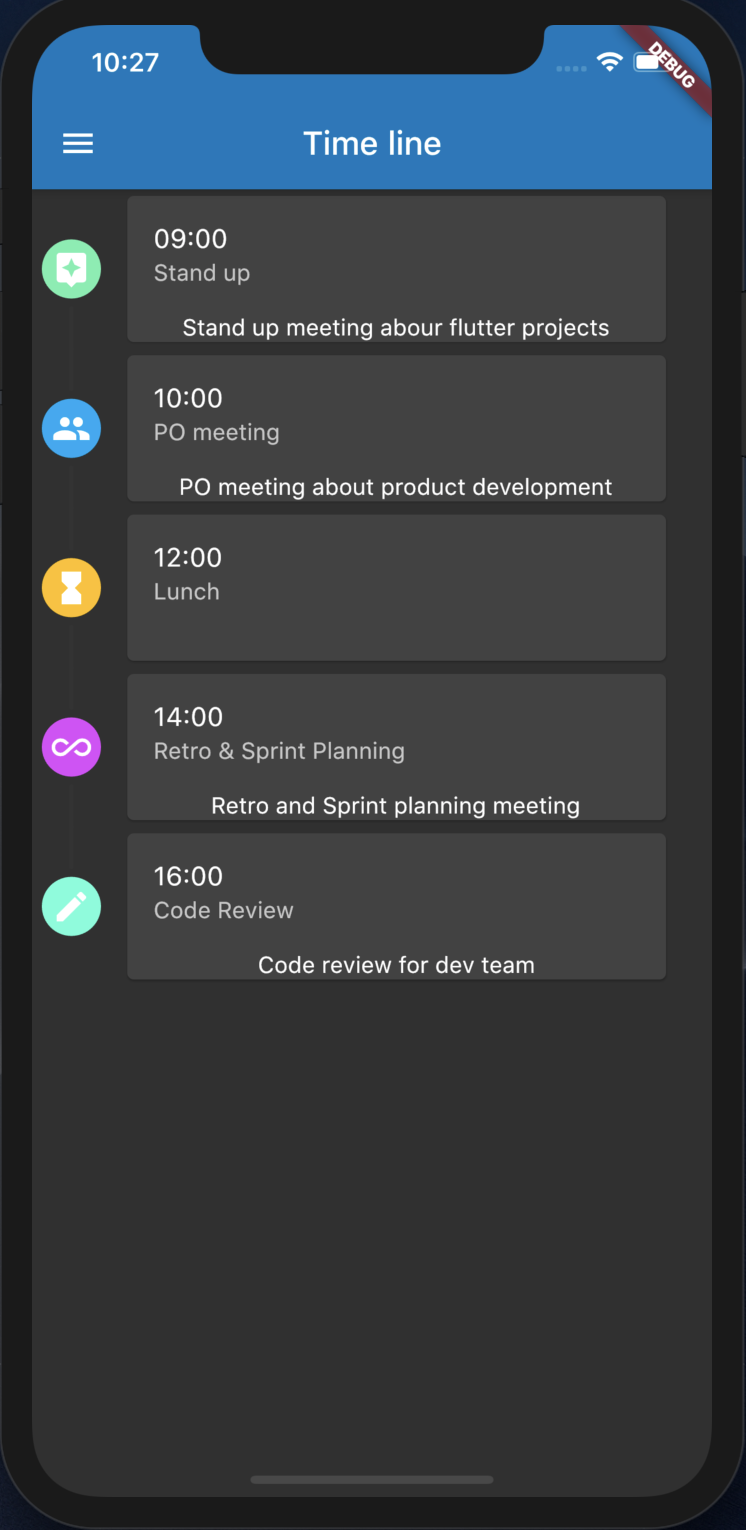 10:27
DEBUG
Time line
09:00
Stand up
Stand up meeting abour flutter projects
10:00
PO meeting
PO meeting about product development
12:00
Lunch
14:00
Retro & Sprint Planning
Retro and Sprint planning meeting
16:00
Code Review
Code review for dev team